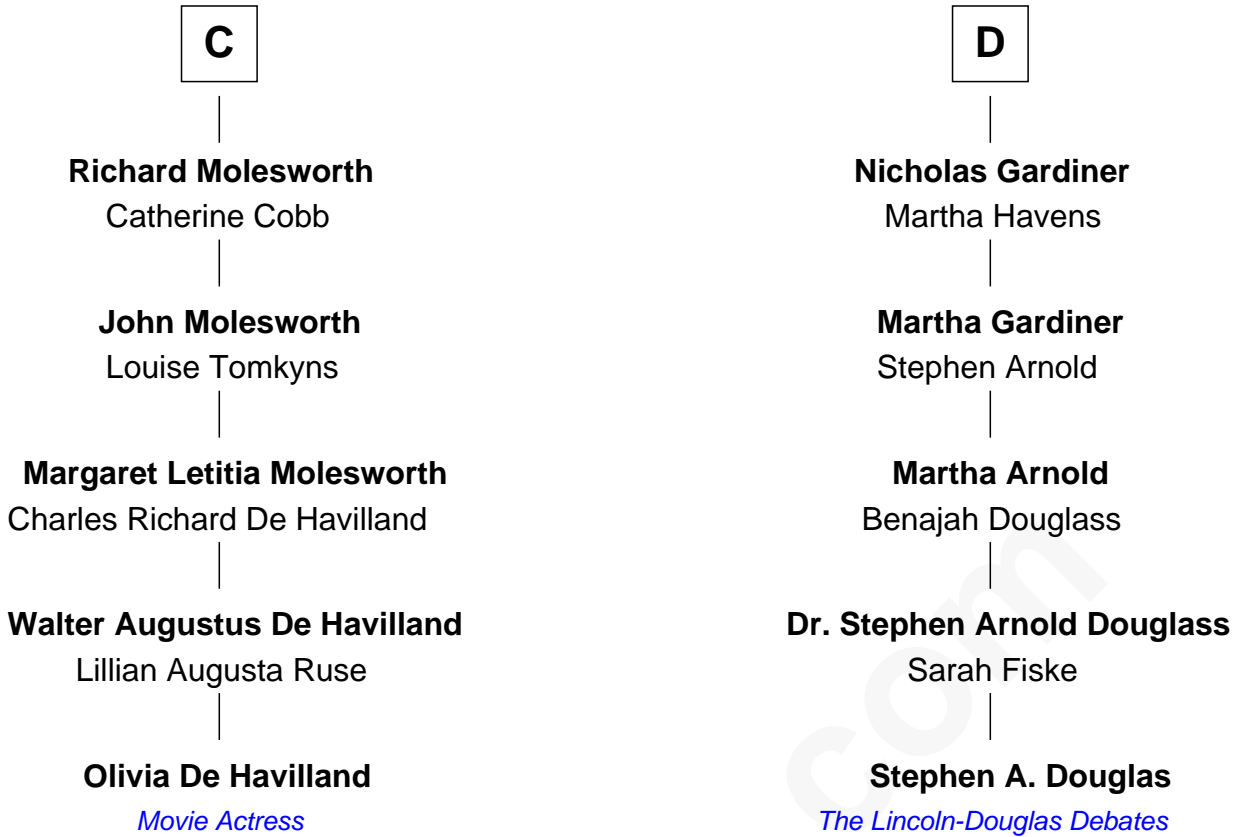 C
Richard Molesworth
Catherine Cobb
John Molesworth
Louise Tomkyns
Margaret Letitia Molesworth
Charles Richard De Havilland
Walter Augustus De Havilland
Lillian Augusta Ruse
Olivia De Havilland
Movie Actress
D
Nicholas Gardiner
Martha Havens
Martha Gardiner
Stephen Arnold
Martha Arnold
Benajah Douglass
Dr. Stephen Arnold Douglass
Sarah Fiske
Stephen A. Douglas
The Lincoln-Douglas Debates
com